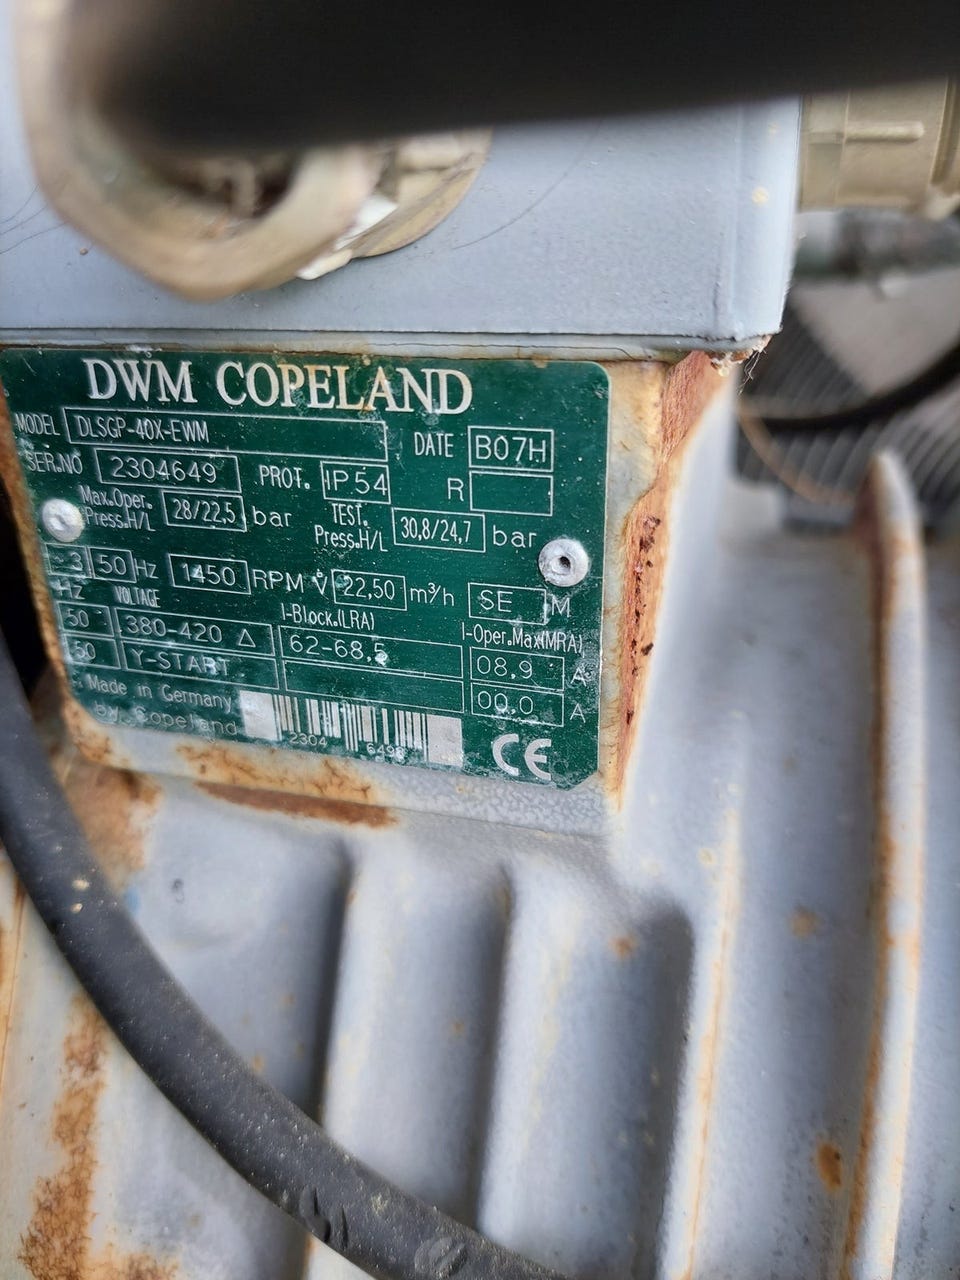 DWM COPELAND
MODEL DLSGP-40X-EWM DATE B07H
SER.NO 2304649 PROT. IP54 R
Max.Oper. Press.H/L 28/22,5 bar TEST. Press.H/L 30,8/24,7 bar
~3 50 Hz 1450 RPM V̊ 22,50 m³/h SE M
Hz VOLTAGE I-Block.(LRA) I-Oper.Max(MRA)
50 380-420 Δ 62-68,5 08,9 A
50 Y-START 00,0 A
Made in Germany
by Copeland
2304 649 CE